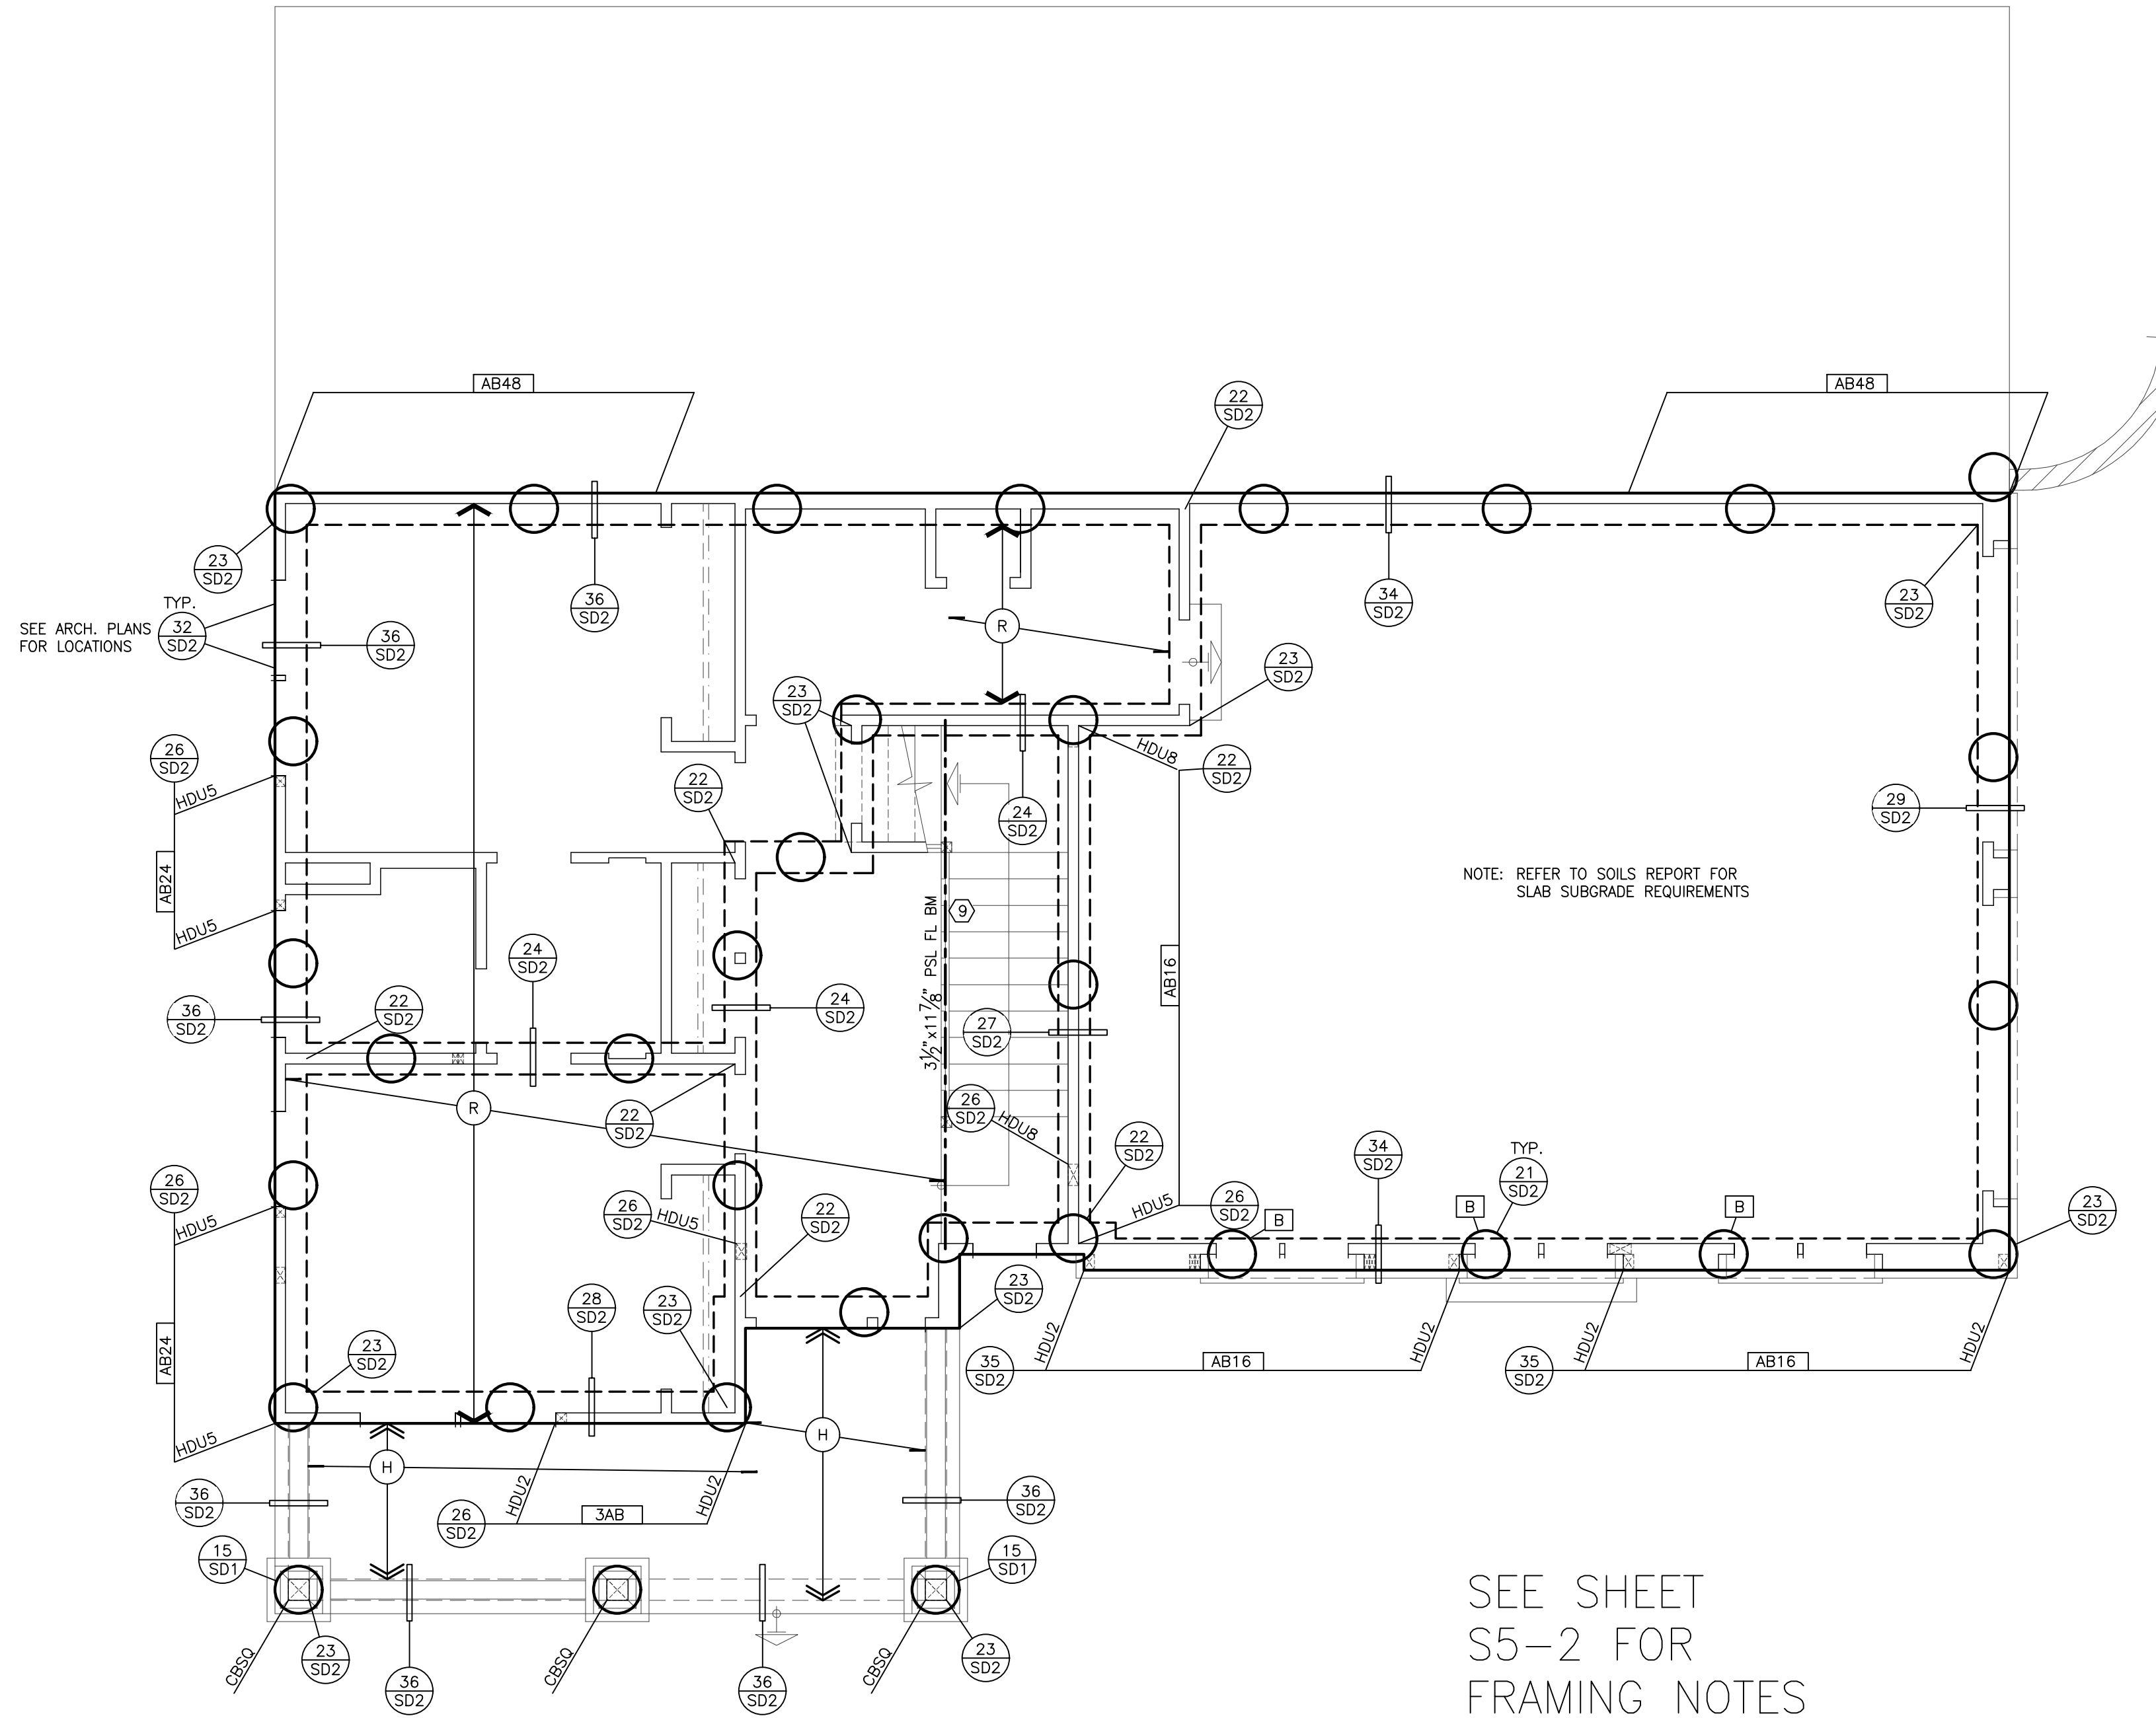 AB48
AB48
22
SD2
23
SD2
36
SD2
34
SD2
23
SD2
TYP.
32
SD2
SEE ARCH. PLANS
FOR LOCATIONS
36
SD2
R
23
SD2
23
SD2
26
SD2
HDU5
HDU8
22
SD2
22
SD2
24
SD2
29
SD2
AB24
HDU5
NOTE: REFER TO SOILS REPORT FOR
SLAB SUBGRADE REQUIREMENTS
9
3½"x11⅞" PSL FL BM
24
SD2
AB16
36
SD2
22
SD2
24
SD2
27
SD2
R
22
SD2
26
SD2
HDU8
22
SD2
34
SD2
TYP.
21
SD2
26
SD2
HDU5
26
SD2
HDU5
22
SD2
HDU5
26
SD2
B
B
B
23
SD2
AB24
28
SD2
23
SD2
23
SD2
23
SD2
35
SD2
HDU2
AB16
HDU2
35
SD2
HDU2
AB16
HDU2
HDU5
H
H
36
SD2
26
SD2
HDU2
3AB
HDU2
36
SD2
15
SD1
15
SD1
CBSQ
23
SD2
36
SD2
CBSQ
36
SD2
CBSQ
23
SD2
SEE SHEET
S5-2 FOR
FRAMING NOTES